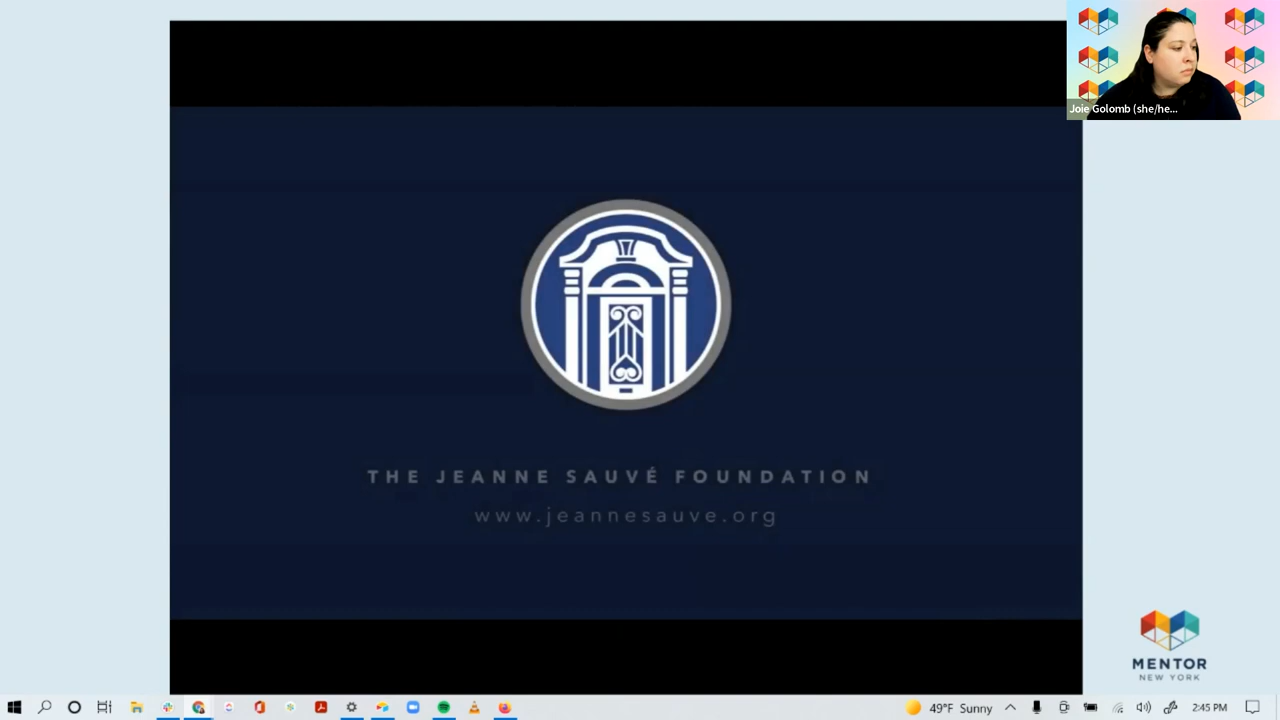 Joie Golomb (she/he...
THE JEANNE SAUVÉ FOUNDATION
www.jeannesauve.org
MENTOR
NEW YORK
49°F Sunny
2:45 PM